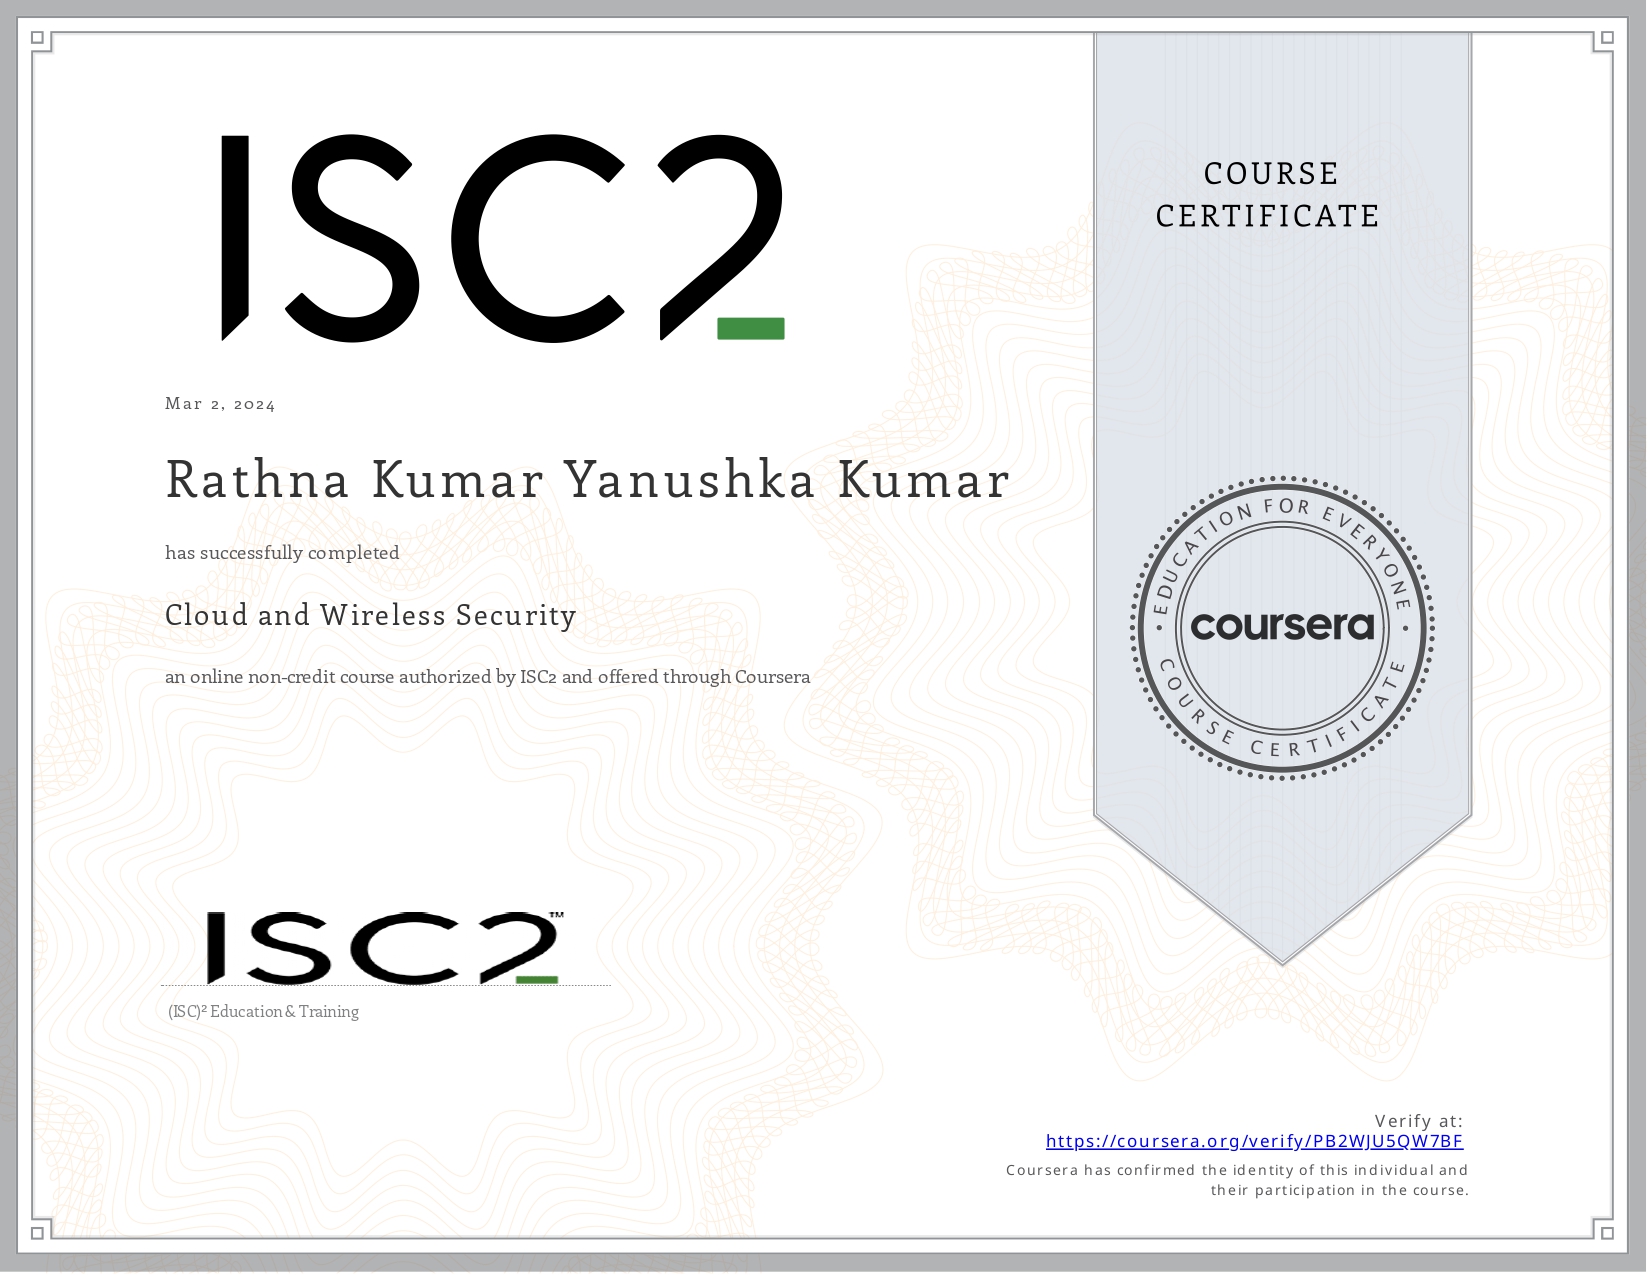 ISC2
COURSE
CERTIFICATE
Mar 2, 2024
Rathna Kumar Yanushka Kumar
has successfully completed
Cloud and Wireless Security
an online non-credit course authorized by ISC2 and offered through Coursera
EDUCATION FOR EVERYONE
coursera
COURSE CERTIFICATE
ISC2™
(ISC)² Education & Training
Verify at:
https://coursera.org/verify/PB2WJU5QW7BF
Coursera has confirmed the identity of this individual and
their participation in the course.